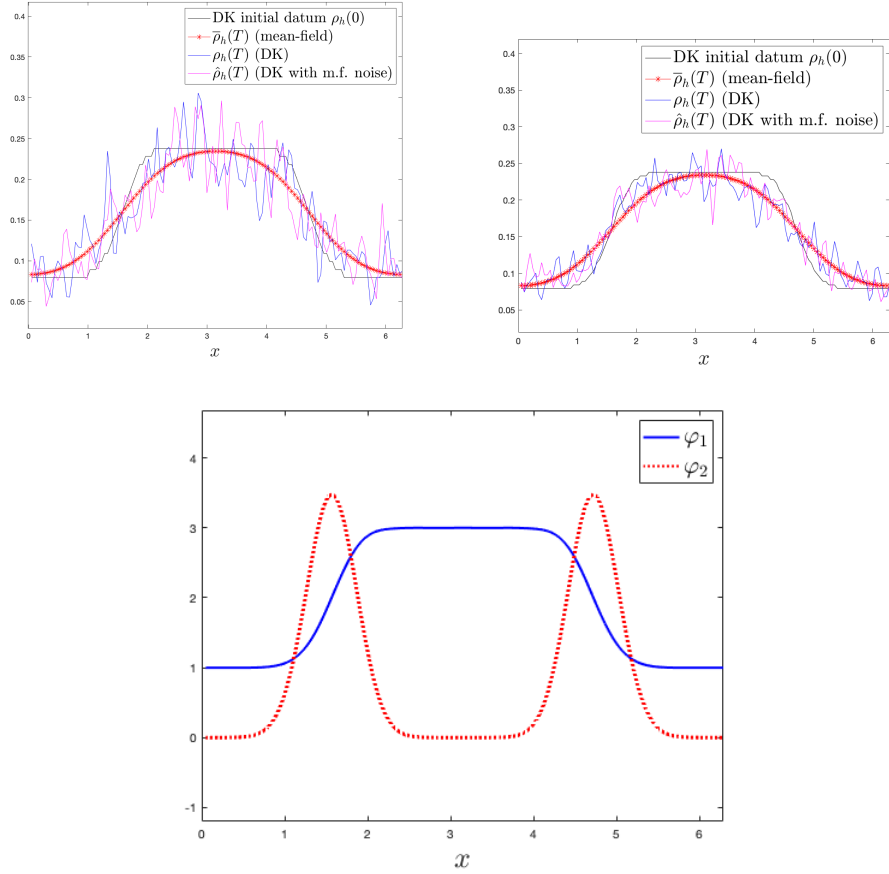 DK initial datum ρₕ(0)
ρ̅ₕ(T) (mean-field)
ρₕ(T) (DK)
ρ̂ₕ(T) (DK with m.f. noise)
0.4
0.35
0.3
0.25
0.2
0.15
0.1
0.05
0 1 2 3 4 5 6
x
DK initial datum ρₕ(0)
ρ̅ₕ(T) (mean-field)
ρₕ(T) (DK)
ρ̂ₕ(T) (DK with m.f. noise)
0.4
0.35
0.3
0.25
0.2
0.15
0.1
0.05
0 1 2 3 4 5 6
x
φ₁
φ₂
4
3
2
1
0
-1
0 1 2 3 4 5 6
x